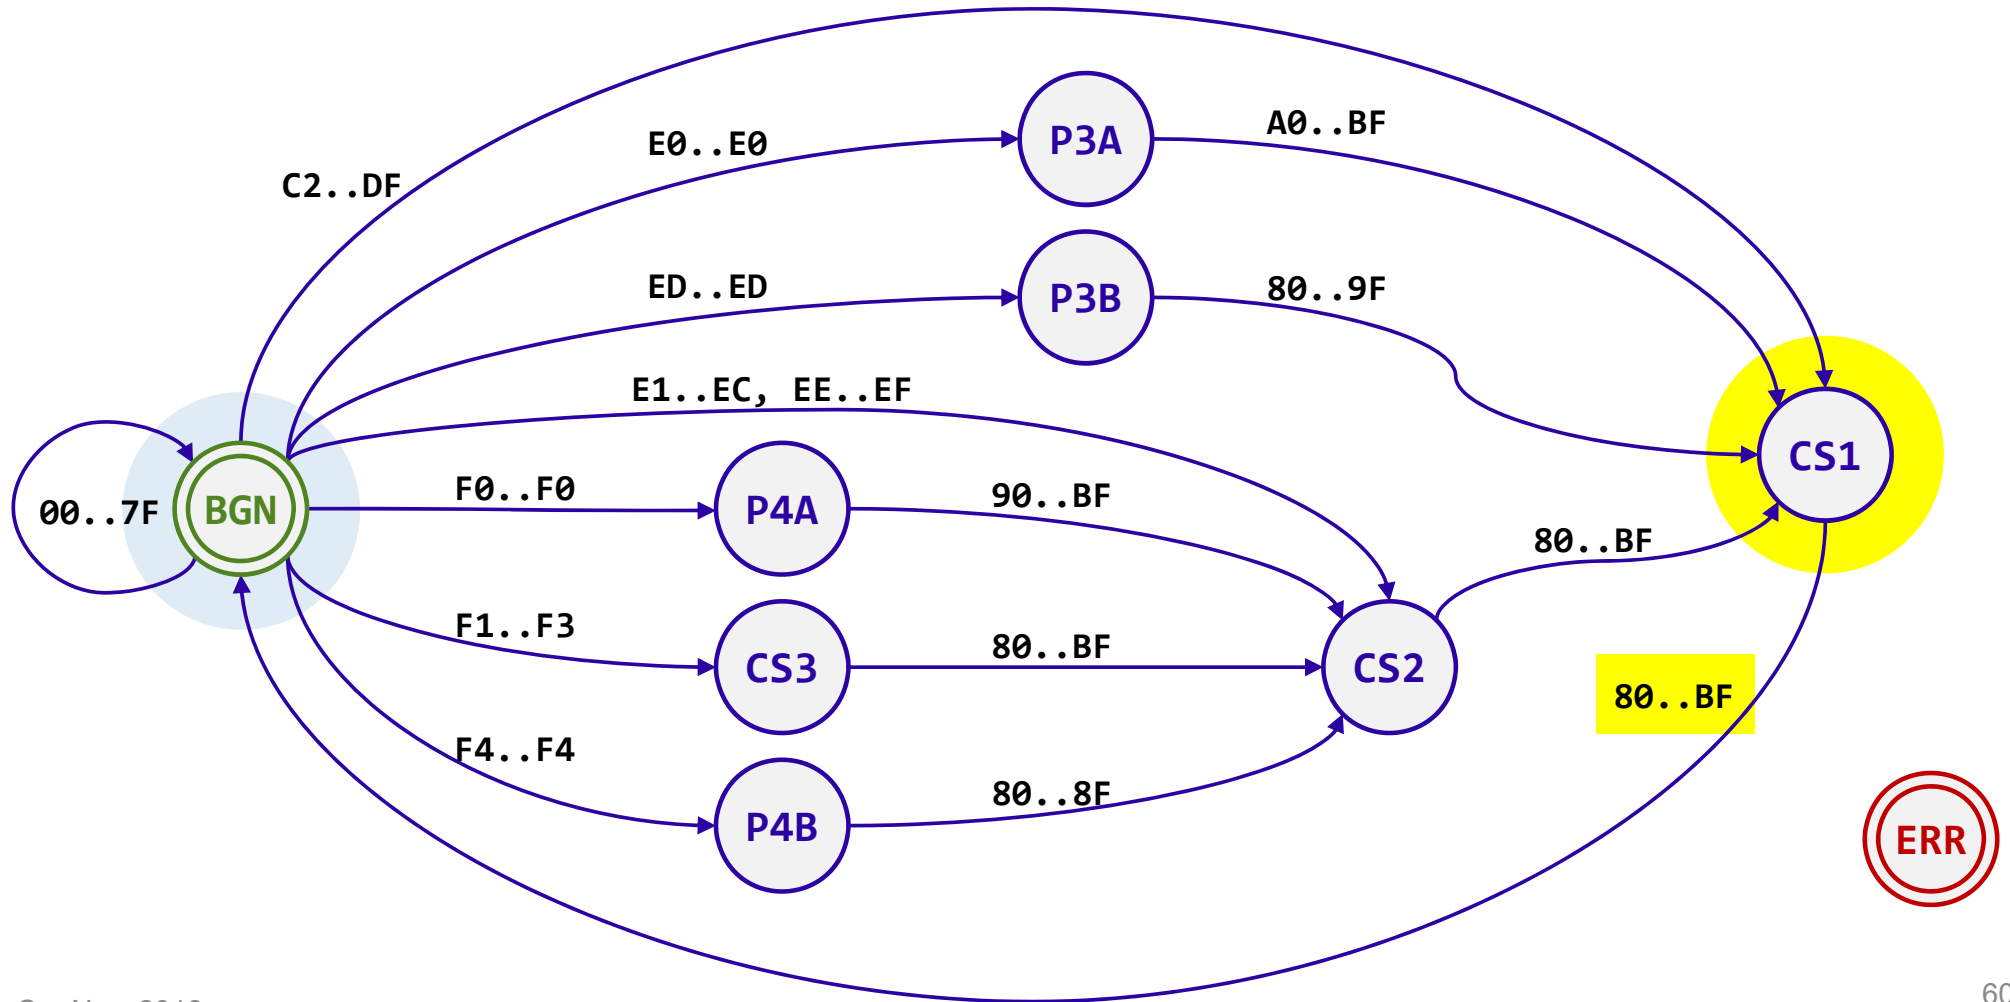 C2..DF
E0..E0
P3A
A0..BF
ED..ED
P3B
80..9F
E1..EC, EE..EF
00..7F
BGN
F0..F0
P4A
90..BF
CS1
80..BF
F1..F3
CS3
80..BF
CS2
80..BF
F4..F4
P4B
80..8F
ERR
60